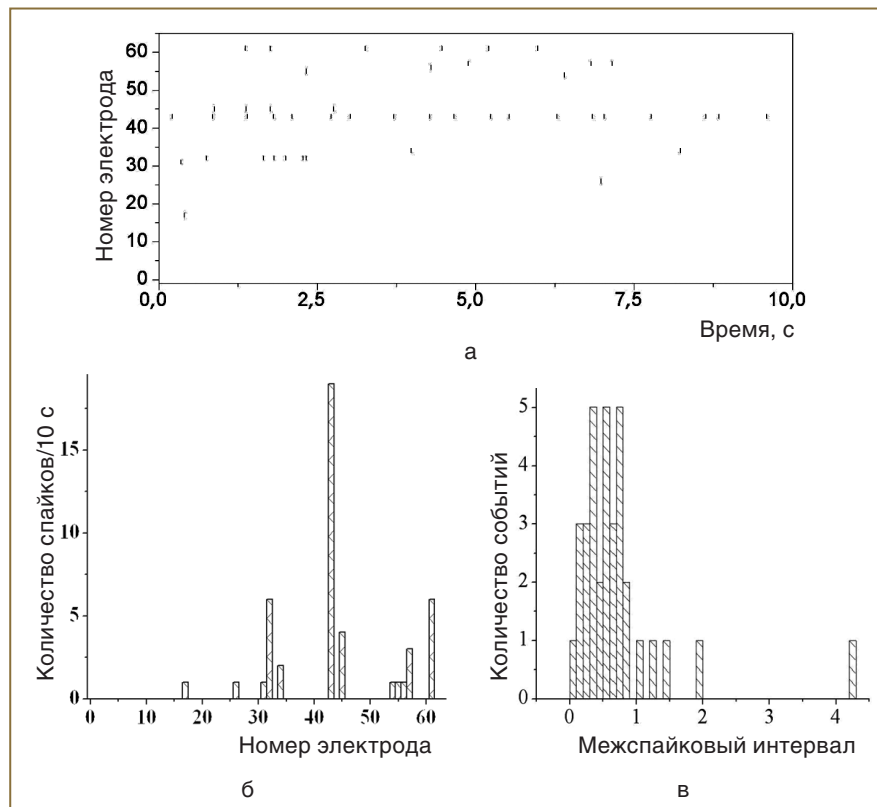 Номер электрода
60
50
40
30
20
10
0
0,0 2,5 5,0 7,5 10,0
Время, с
а
Количество спайков/10 с
15
10
5
0
0 10 20 30 40 50 60
Номер электрода
б
Количество событий
5
4
3
2
1
0
0 1 2 3 4
Межспайковый интервал
в